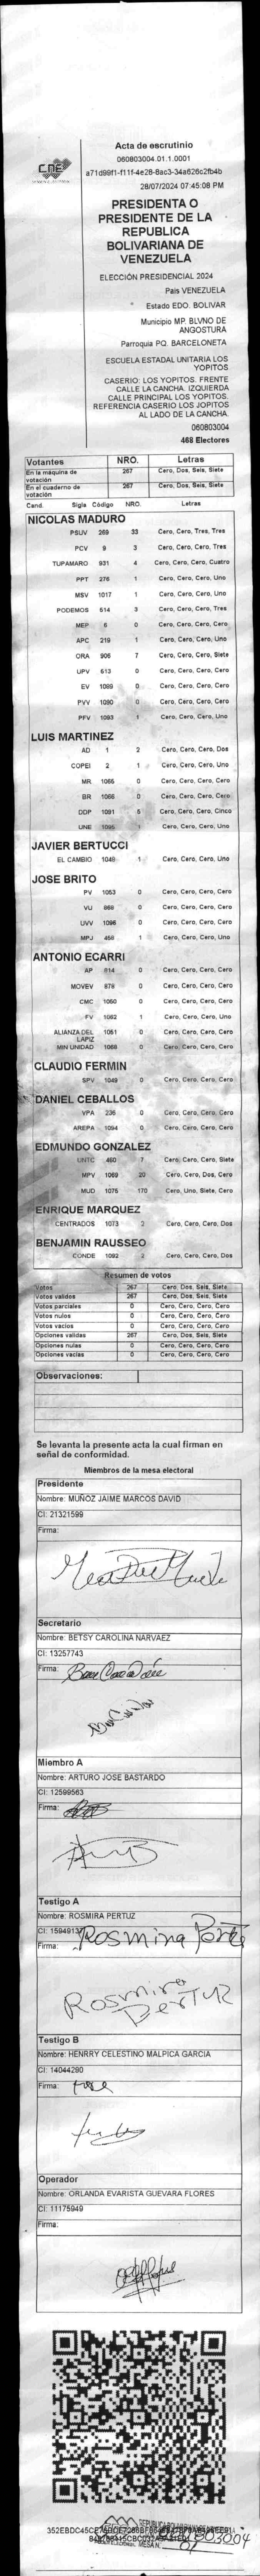 CNE
Acta de escrutinio
060803004.01.1.0001
a71d99f1-f11f-4e28-8ac3-34a626c2fb4b
28/07/2024 07:45:08 PM
PRESIDENTA O
PRESIDENTE DE LA
REPUBLICA
BOLIVARIANA DE
VENEZUELA
ELECCIÓN PRESIDENCIAL 2024
Pais VENEZUELA
Estado EDO. BOLIVAR
Municipio MP. BLVNO DE
ANGOSTURA
Parroquia PQ. BARCELONETA
ESCUELA ESTADAL UNITARIA LOS
YOPITOS
CASERIO: LOS YOPITOS. FRENTE
CALLE LA CANCHA. IZQUIERDA
CALLE PRINCIPAL LOS YOPITOS.
REFERENCIA CASERIO LOS JOPITOS
AL LADO DE LA CANCHA.
060803004
468 Electores
Votantes NRO. Letras
En la máquina de votación 267 Cero, Dos, Seis, Siete
En el cuaderno de votación 267 Cero, Dos, Seis, Siete
Cand. Sigla Código NRO. Letras
NICOLAS MADURO
PSUV 269 33 Cero, Cero, Tres, Tres
PCV 9 3 Cero, Cero, Cero, Tres
TUPAMARO 931 4 Cero, Cero, Cero, Cuatro
PPT 276 1 Cero, Cero, Cero, Uno
MSV 1017 1 Cero, Cero, Cero, Uno
PODEMOS 514 3 Cero, Cero, Cero, Tres
MEP 6 0 Cero, Cero, Cero, Cero
APC 219 1 Cero, Cero, Cero, Uno
ORA 906 7 Cero, Cero, Cero, Siete
UPV 513 0 Cero, Cero, Cero, Cero
EV 1089 0 Cero, Cero, Cero, Cero
PVV 1090 0 Cero, Cero, Cero, Cero
PFV 1093 1 Cero, Cero, Cero, Uno
LUIS MARTINEZ
AD 1 2 Cero, Cero, Cero, Dos
COPEI 2 1 Cero, Cero, Cero, Uno
MR 1065 0 Cero, Cero, Cero, Cero
BR 1066 0 Cero, Cero, Cero, Cero
DDP 1091 5 Cero, Cero, Cero, Cinco
UNE 1095 1 Cero, Cero, Cero, Uno
JAVIER BERTUCCI
EL CAMBIO 1048 1 Cero, Cero, Cero, Uno
JOSE BRITO
PV 1053 0 Cero, Cero, Cero, Cero
VU 868 0 Cero, Cero, Cero, Cero
UVV 1096 0 Cero, Cero, Cero, Cero
MPJ 458 1 Cero, Cero, Cero, Uno
ANTONIO ECARRI
AP 814 0 Cero, Cero, Cero, Cero
MOVEV 879 0 Cero, Cero, Cero, Cero
CMC 1050 0 Cero, Cero, Cero, Cero
FV 1062 1 Cero, Cero, Cero, Uno
ALIANZA DEL LAPIZ 1051 0 Cero, Cero, Cero, Cero
MIN UNIDAD 1068 0 Cero, Cero, Cero, Cero
CLAUDIO FERMIN
SPV 1049 0 Cero, Cero, Cero, Cero
DANIEL CEBALLOS
VPA 236 0 Cero, Cero, Cero, Cero
AREPA 1094 0 Cero, Cero, Cero, Cero
EDMUNDO GONZALEZ
UNTC 460 7 Cero, Cero, Cero, Siete
MPV 1069 20 Cero, Cero, Dos, Cero
MUD 1075 170 Cero, Uno, Siete, Cero
ENRIQUE MARQUEZ
CENTRADOS 1073 2 Cero, Cero, Cero, Dos
BENJAMIN RAUSSEO
CONDE 1092 2 Cero, Cero, Cero, Dos
Resumen de votos
Votos 267 Cero, Dos, Seis, Siete
Votos validos 267 Cero, Dos, Seis, Siete
Votos parciales 0 Cero, Cero, Cero, Cero
Votos nulos 0 Cero, Cero, Cero, Cero
Votos vacios 0 Cero, Cero, Cero, Cero
Opciones validas 267 Cero, Dos, Seis, Siete
Opciones nulas 0 Cero, Cero, Cero, Cero
Opciones vacias 0 Cero, Cero, Cero, Cero
Observaciones:
Se levanta la presente acta la cual firman en
señal de conformidad.
Miembros de la mesa electoral
Presidente
Nombre: MUÑOZ JAIME MARCOS DAVID
CI: 21321599
Firma:
Secretario
Nombre: BETSY CAROLINA NARVAEZ
CI: 13257743
Firma:
Miembro A
Nombre: ARTURO JOSE BASTARDO
CI: 12599563
Firma:
Testigo A
Nombre: ROSMIRA PERTUZ
CI: 15949137
Firma: Rosmira Pertuz
Rosmira
PerTUZ
Testigo B
Nombre: HENRRY CELESTINO MALPICA GARCIA
CI: 14044290
Firma:
Operador
Nombre: ORLANDA EVARISTA GUEVARA FLORES
CI: 11175949
Firma:
MESA N.
01